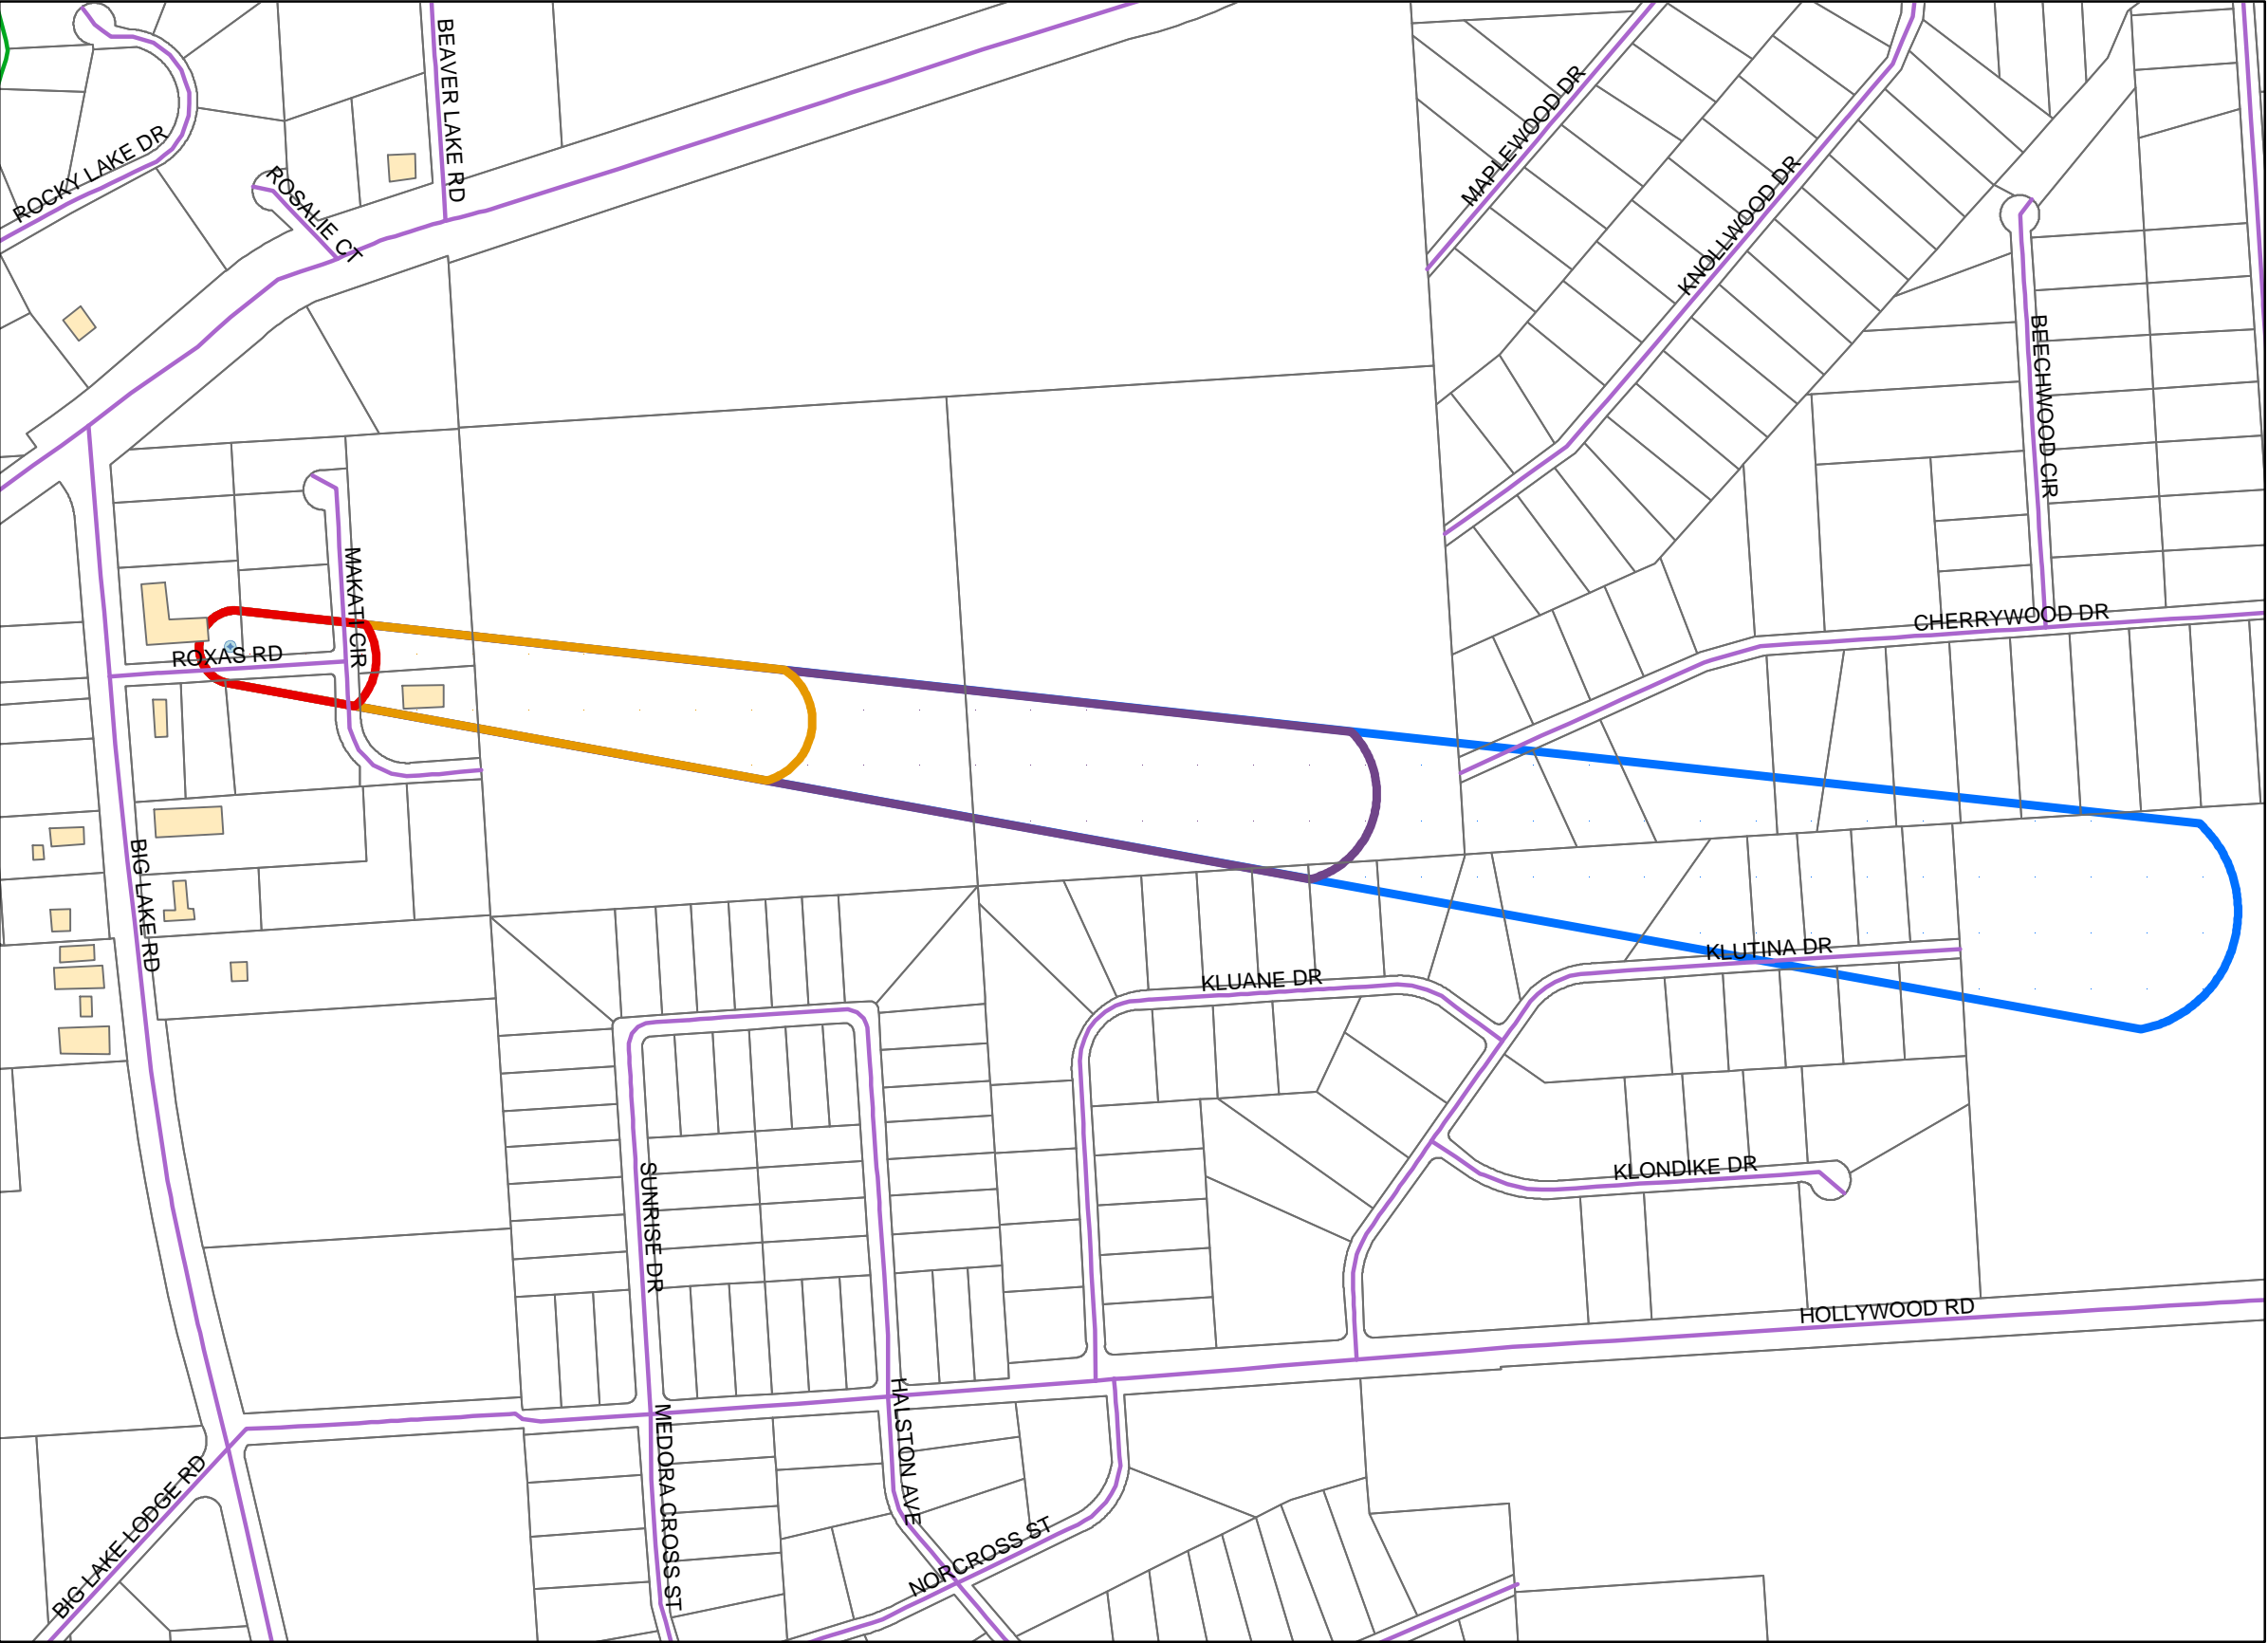 BEAVER LAKE RD
ROCKY LAKE DR
ROSALIE CT
MAPLEWOOD DR
KNOLLWOOD DR
BEECHWOOD CIR
MAKATI CIR
CHERRYWOOD DR
ROXAS RD
BIG LAKE RD
KLUTINA DR
KLUANE DR
KLONDIKE DR
SUNRISE DR
HOLLYWOOD RD
HALSTON AVE
MEDORA CROSS ST
BIG LAKE LODGE RD
NORCROSS ST